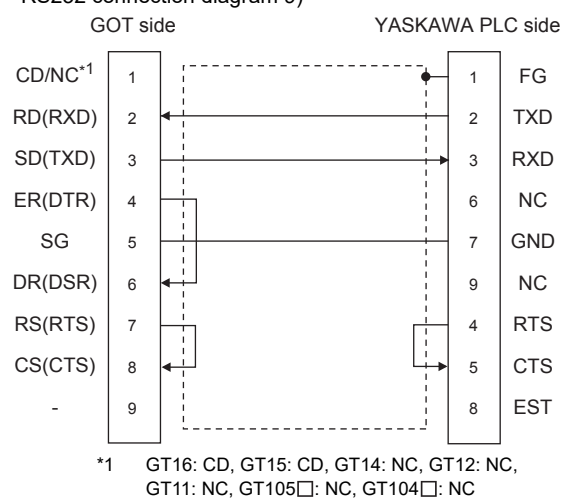 RS232 connection diagram 9)
GOT side YASKAWA PLC side
CD/NC*1 1 1 FG
RD(RXD) 2 2 TXD
SD(TXD) 3 3 RXD
ER(DTR) 4 6 NC
SG 5 7 GND
DR(DSR) 6 9 NC
RS(RTS) 7 4 RTS
CS(CTS) 8 5 CTS
- 9 8 EST
*1 GT16: CD, GT15: CD, GT14: NC, GT12: NC,
GT11: NC, GT105□: NC, GT104□: NC